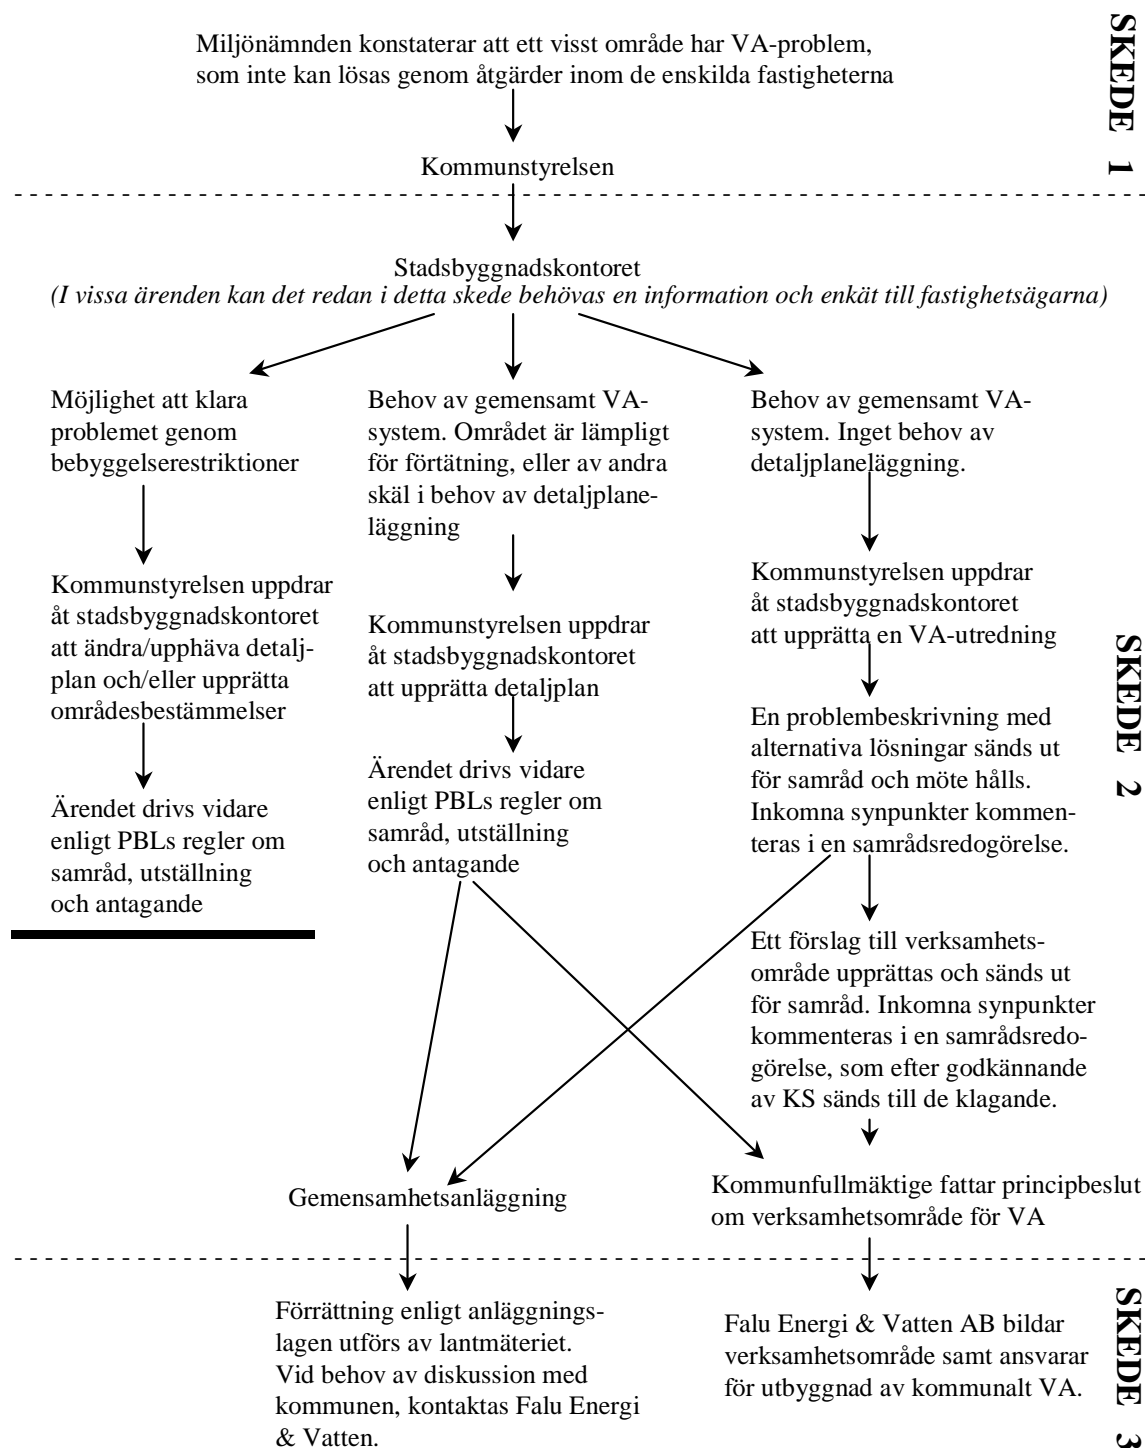 SKEDE 1
Miljönämnden konstaterar att ett visst område har VA-problem,
som inte kan lösas genom åtgärder inom de enskilda fastigheterna
Kommunstyrelsen
Stadsbyggnadskontoret
(I vissa ärenden kan det redan i detta skede behövas en information och enkät till fastighetsägarna)
SKEDE 2
Möjlighet att klara
problemet genom
bebyggelserestriktioner
Kommunstyrelsen uppdrar
åt stadsbyggnadskontoret
att ändra/upphäva detalj-
plan och/eller upprätta
områdesbestämmelser
Ärendet drivs vidare
enligt PBLs regler om
samråd, utställning
och antagande
Behov av gemensamt VA-
system. Området är lämpligt
för förtätning, eller av andra
skäl i behov av detaljplane-
läggning
Kommunstyrelsen uppdrar
åt stadsbyggnadskontoret
att upprätta detaljplan
Ärendet drivs vidare
enligt PBLs regler om
samråd, utställning
och antagande
Behov av gemensamt VA-
system. Inget behov av
detaljplaneläggning.
Kommunstyrelsen uppdrar
åt stadsbyggnadskontoret
att upprätta en VA-utredning
En problembeskrivning med
alternativa lösningar sänds ut
för samråd och möte hålls.
Inkomna synpunkter kommen-
teras i en samrådsredogörelse.
Ett förslag till verksamhets-
område upprättas och sänds ut
för samråd. Inkomna synpunkter
kommenteras i en samrådsredo-
görelse, som efter godkännande
av KS sänds till de klagande.
Gemensamhetsanläggning
Kommunfullmäktige fattar principbeslut
om verksamhetsområde för VA
SKEDE 3
Förrättning enligt anläggnings-
lagen utförs av lantmäteriet.
Vid behov av diskussion med
kommunen, kontaktas Falu Energi
& Vatten.
Falu Energi & Vatten AB bildar
verksamhetsområde samt ansvarar
för utbyggnad av kommunalt VA.